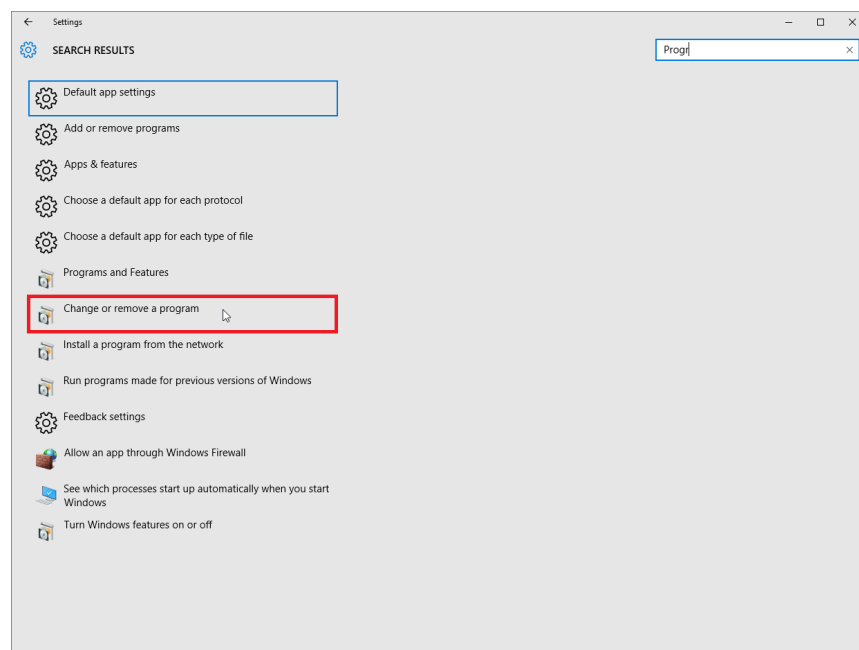 Settings
SEARCH RESULTS
Progr
Default app settings
Add or remove programs
Apps & features
Choose a default app for each protocol
Choose a default app for each type of file
Programs and Features
Change or remove a program
Install a program from the network
Run programs made for previous versions of Windows
Feedback settings
Allow an app through Windows Firewall
See which processes start up automatically when you start
Windows
Turn Windows features on or off